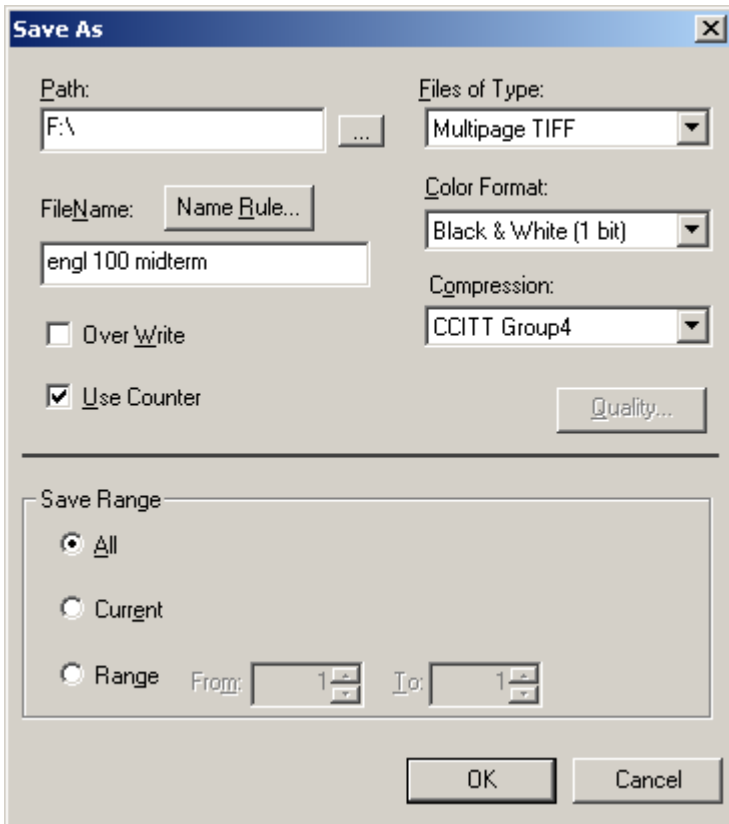 Save As
Path:
F:\
...
FileName:
Name Rule...
engl 100 midterm
Over Write
Use Counter
Files of Type:
Multipage TIFF
Color Format:
Black & White (1 bit)
Compression:
CCITT Group4
Quality...
Save Range
All
Current
Range From: 1 To: 1
OK Cancel